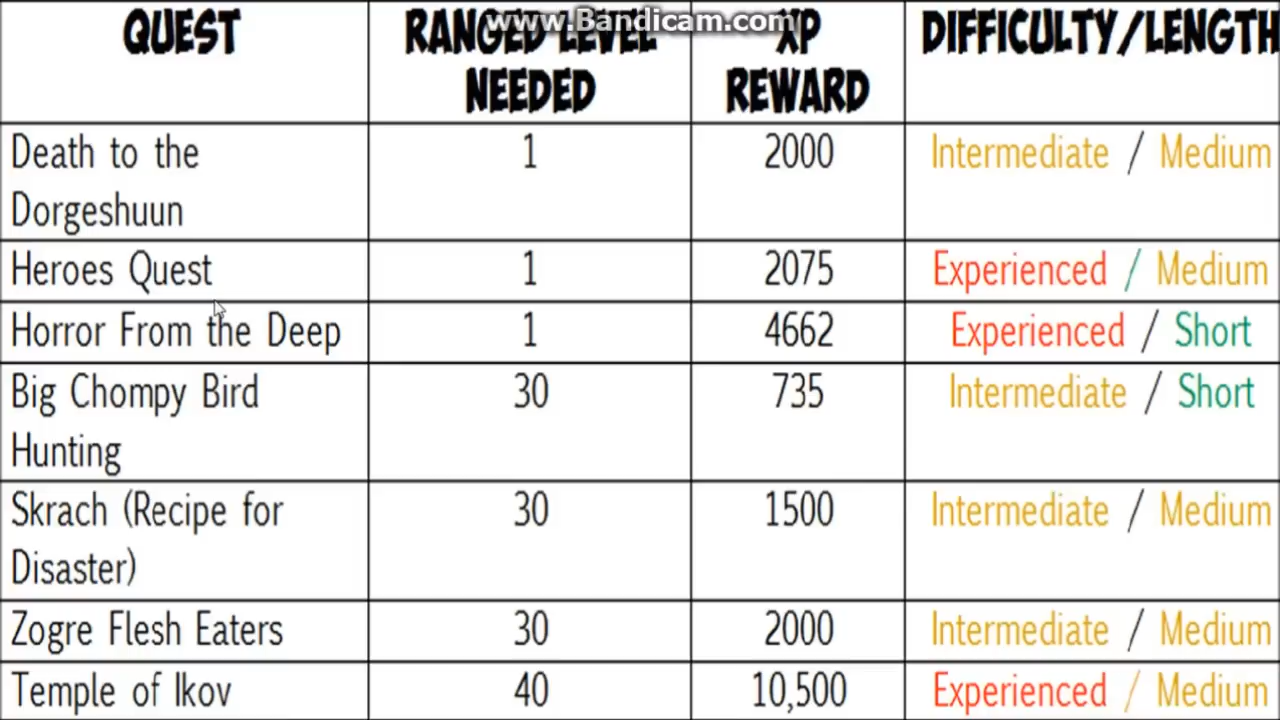 www.Bandicam.com
QUEST RANGED LEVEL NEEDED XP REWARD DIFFICULTY/LENGTH
Death to the Dorgeshuun 1 2000 Intermediate / Medium
Heroes Quest 1 2075 Experienced / Medium
Horror From the Deep 1 4662 Experienced / Short
Big Chompy Bird Hunting 30 735 Intermediate / Short
Skrach (Recipe for Disaster) 30 1500 Intermediate / Medium
Zogre Flesh Eaters 30 2000 Intermediate / Medium
Temple of Ikov 40 10,500 Experienced / Medium